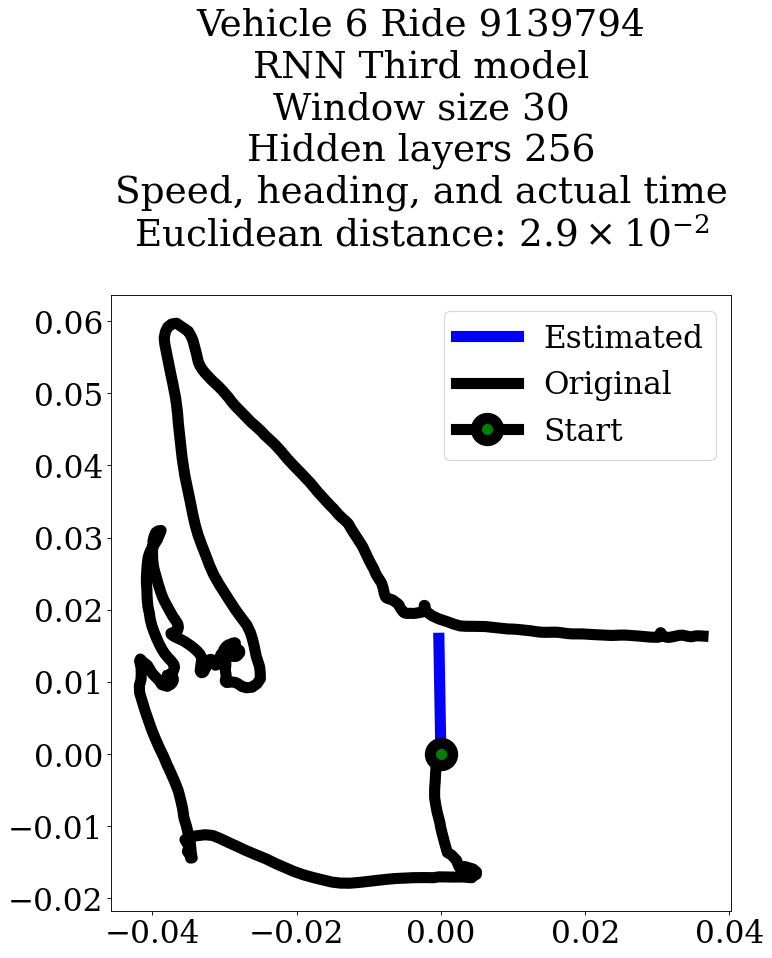 Vehicle 6 Ride 9139794
RNN Third model
Window size 30
Hidden layers 256
Speed, heading, and actual time
Euclidean distance: 2.9 × 10⁻²
Estimated
Original
Start
0.06
0.05
0.04
0.03
0.02
0.01
0.00
−0.01
−0.02
−0.04 −0.02 0.00 0.02 0.04